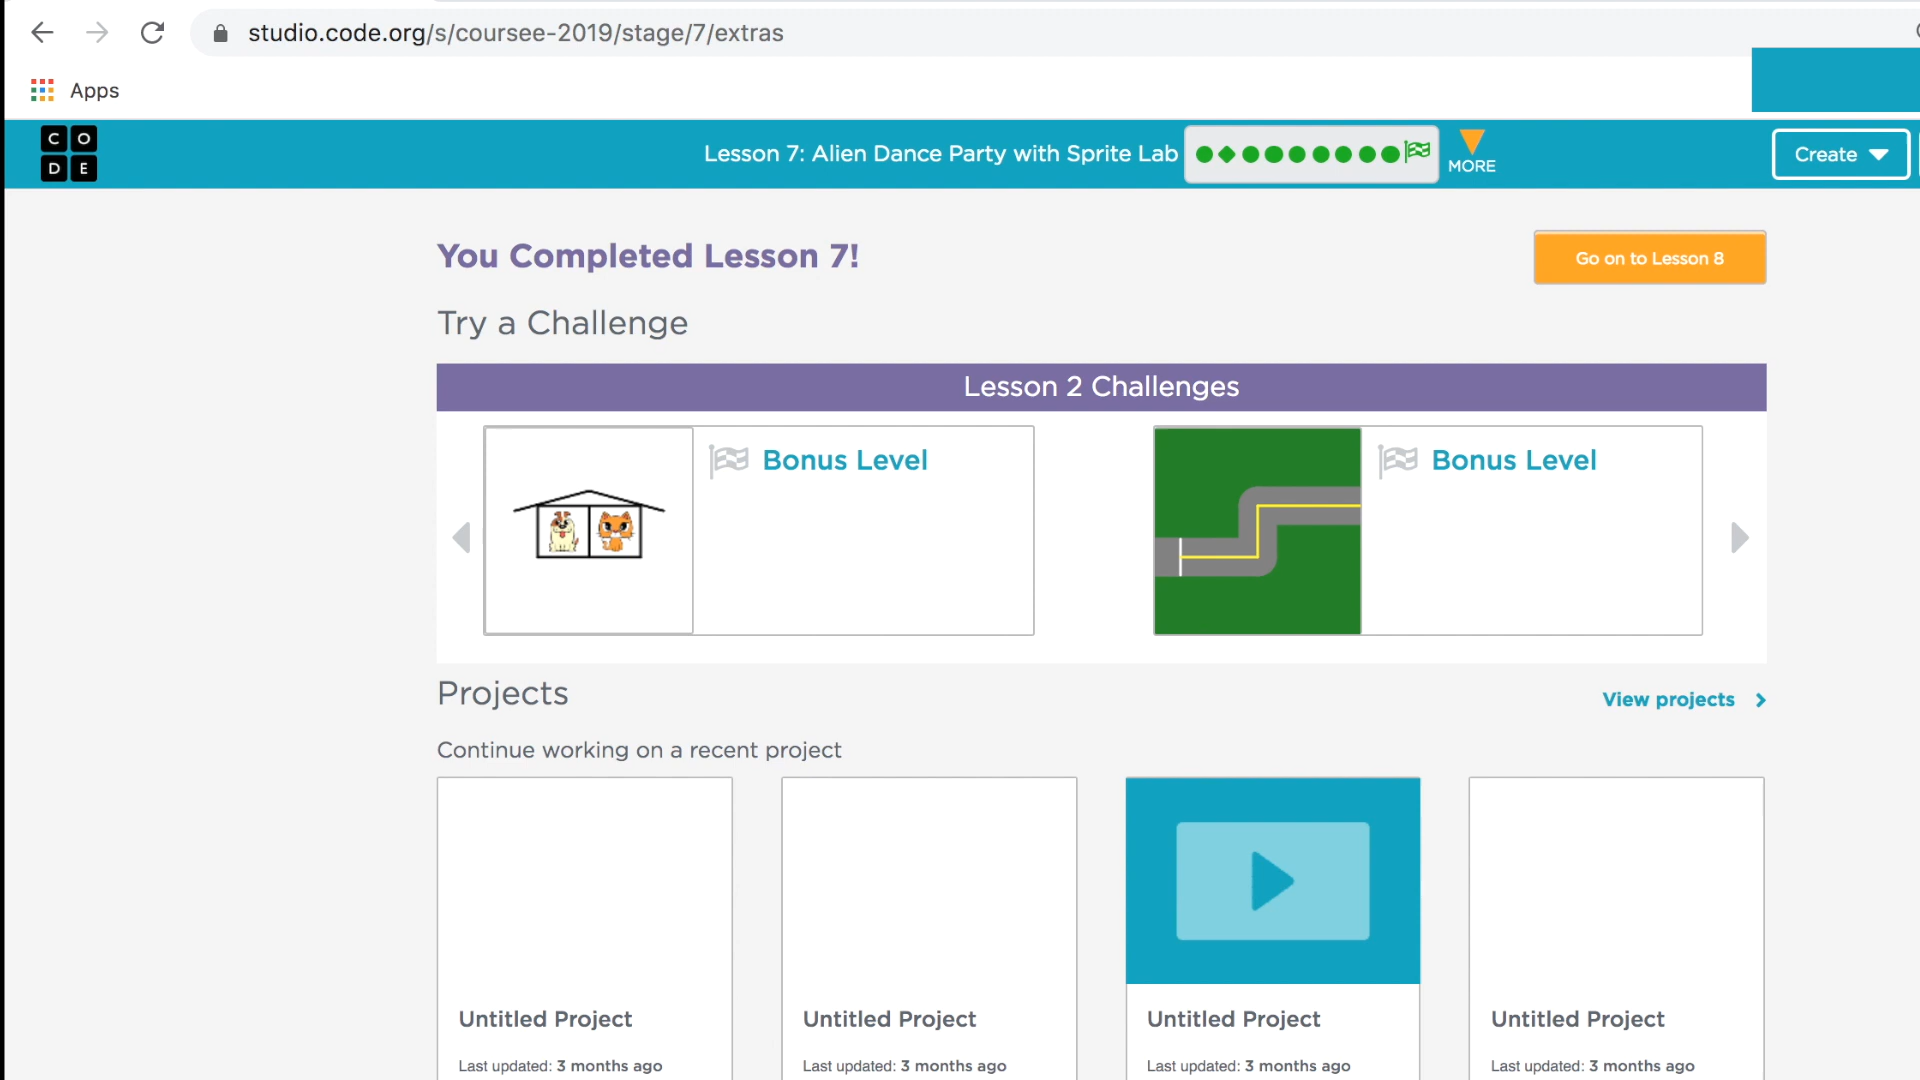 studio.code.org/s/coursee-2019/stage/7/extras
Apps
C O
D E
Lesson 7: Alien Dance Party with Sprite Lab
MORE
Create
You Completed Lesson 7!
Go on to Lesson 8
Try a Challenge
Lesson 2 Challenges
Bonus Level
Bonus Level
Projects
View projects
Continue working on a recent project
Untitled Project
Untitled Project
Untitled Project
Untitled Project
Last updated: 3 months ago
Last updated: 3 months ago
Last updated: 3 months ago
Last updated: 3 months ago